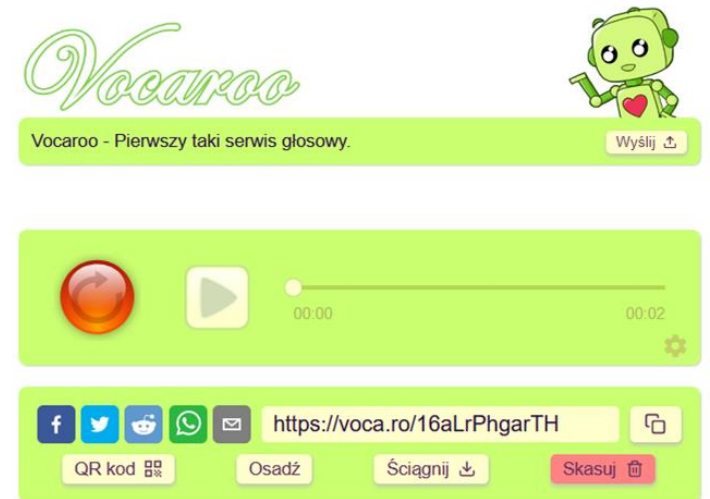 Vocaroo
Vocaroo - Pierwszy taki serwis głosowy.
Wyślij
00:00
00:02
https://voca.ro/16aLrPhgarTH
QR kod
Osadź
Ściągnij
Skasuj